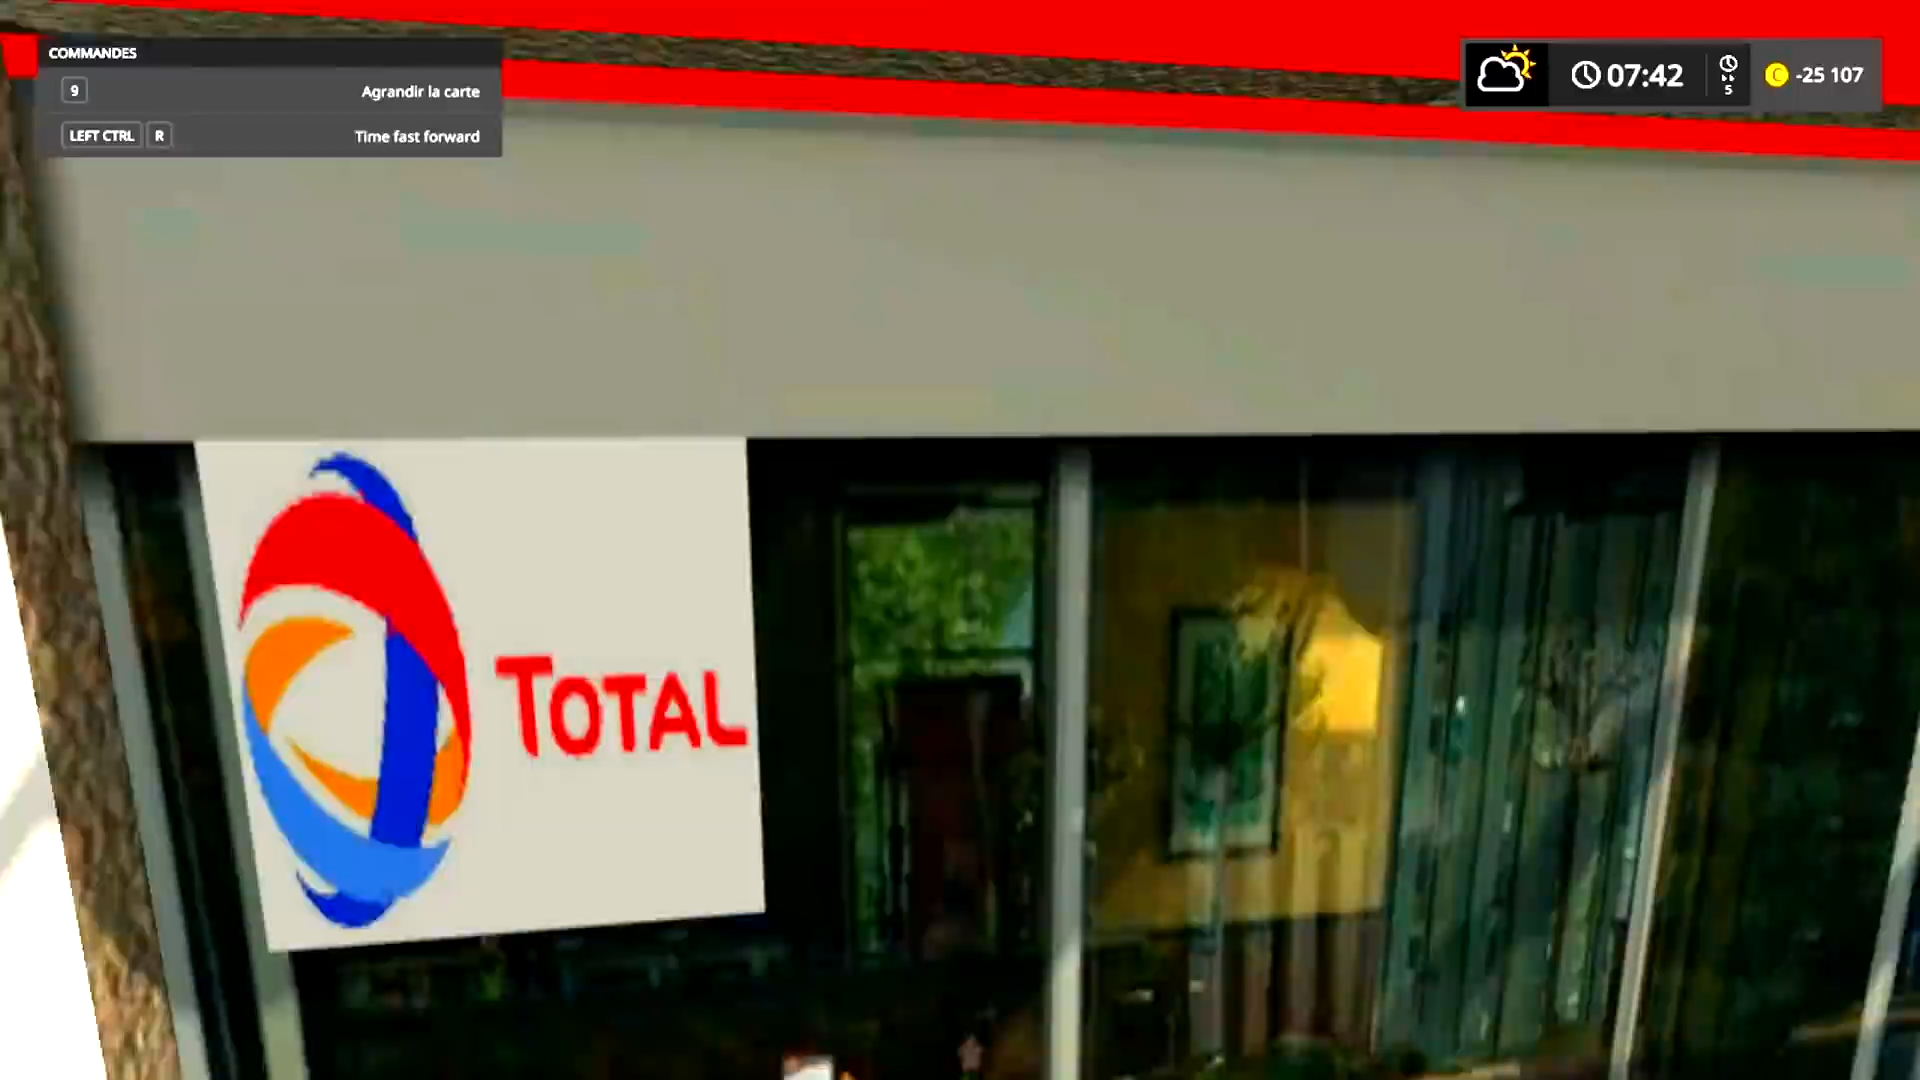 COMMANDES
9 Agrandir la carte
LEFT CTRL R Time fast forward
07:42
5
C -25 107
TOTAL